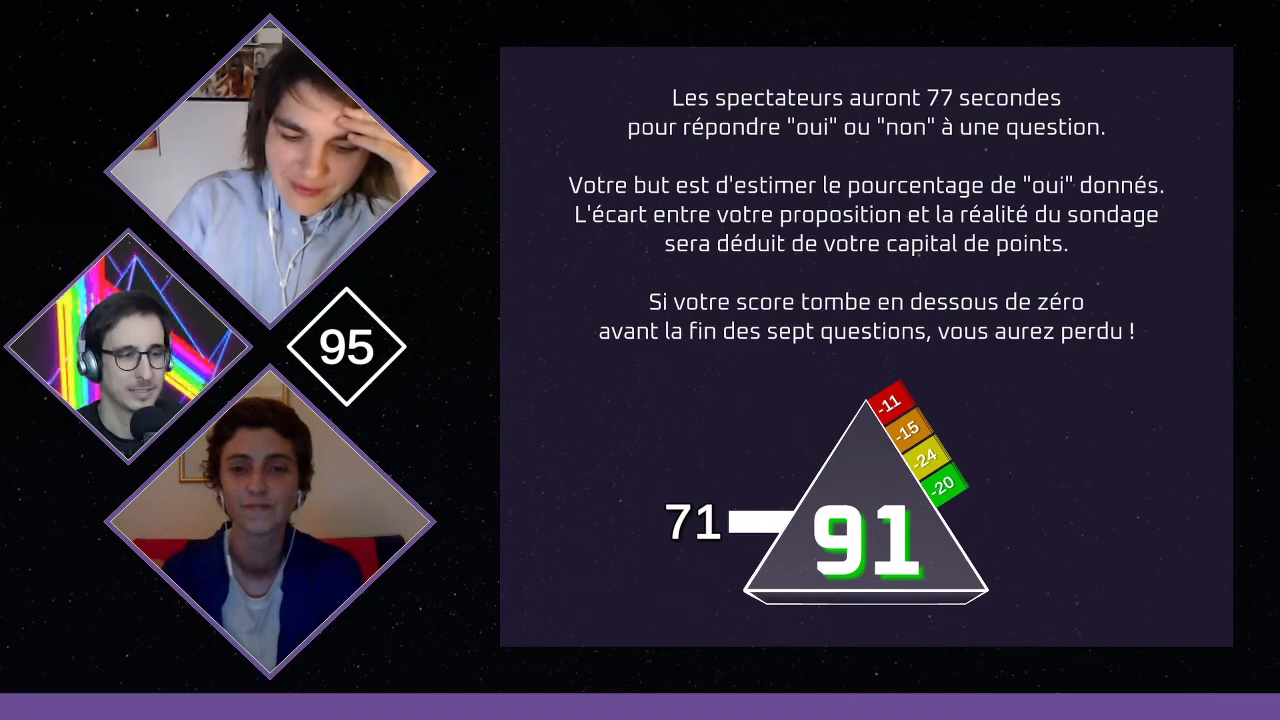 Les spectateurs auront 77 secondes
pour répondre "oui" ou "non" à une question.
Votre but est d'estimer le pourcentage de "oui" donnés.
L'écart entre votre proposition et la réalité du sondage
sera déduit de votre capital de points.
Si votre score tombe en dessous de zéro
avant la fin des sept questions, vous aurez perdu !
95
-11
-15
-24
-20
71
91